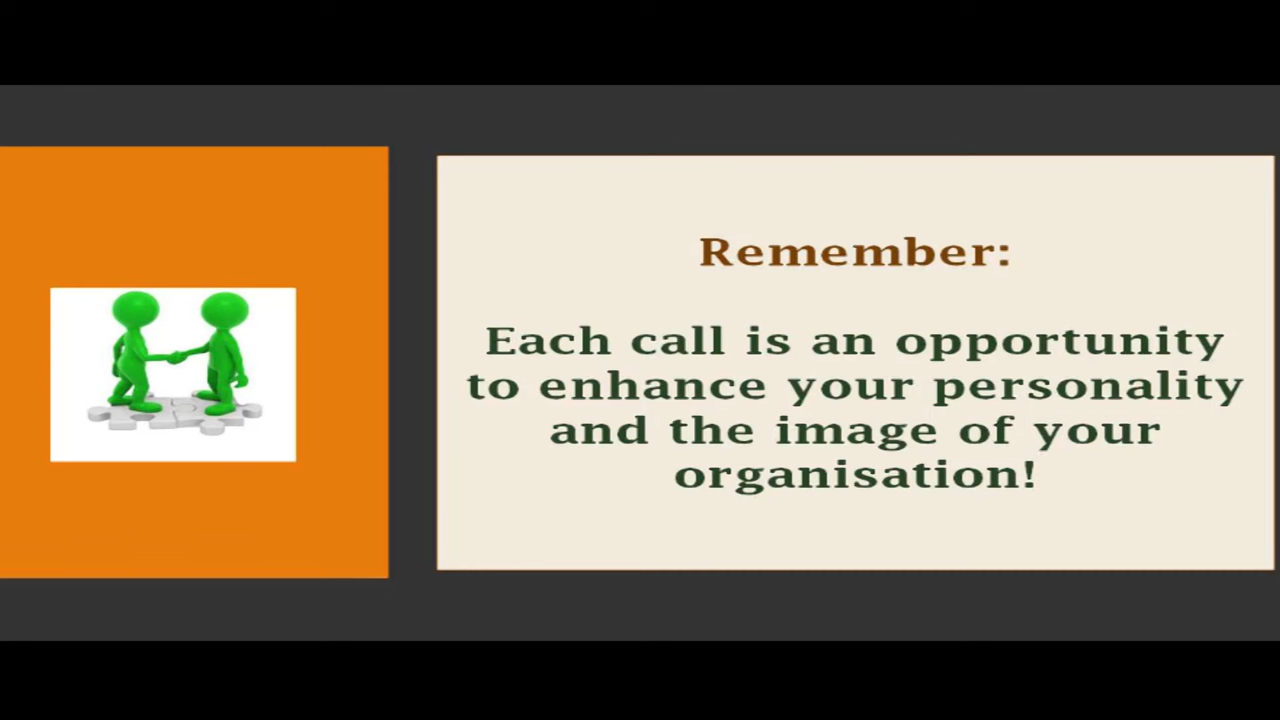 Remember:
Each call is an opportunity
to enhance your personality
and the image of your
organisation!